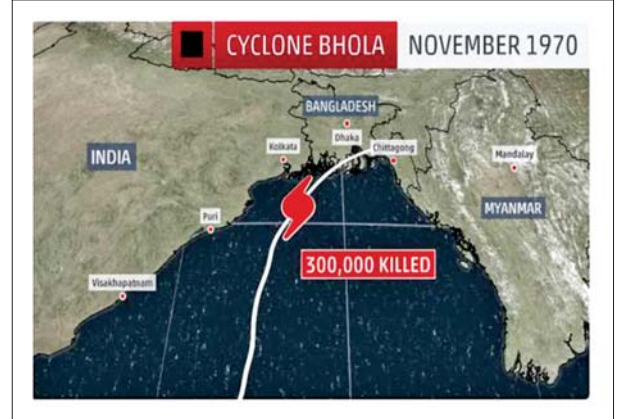 CYCLONE BHOLA NOVEMBER 1970
BANGLADESH
Dhaka
Kolkata
Chittagong
INDIA
Mandalay
MYANMAR
Puri
300,000 KILLED
Visakhapatnam